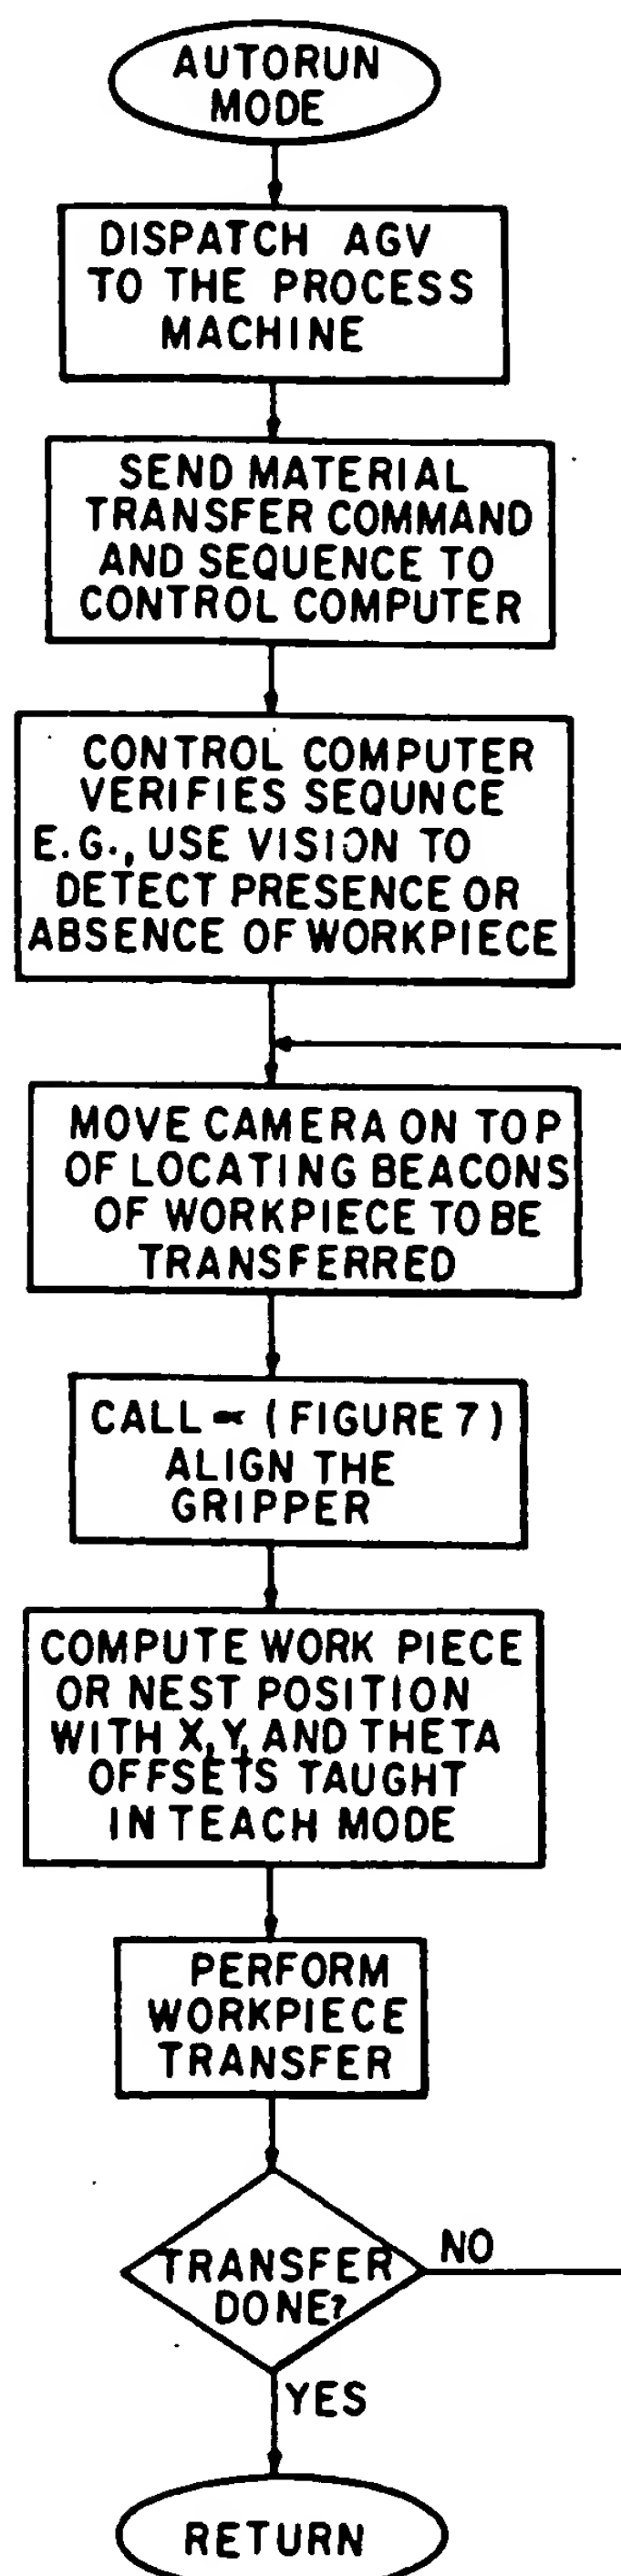 AUTORUN
MODE
DISPATCH AGV
TO THE PROCESS
MACHINE
SEND MATERIAL
TRANSFER COMMAND
AND SEQUENCE TO
CONTROL COMPUTER
CONTROL COMPUTER
VERIFIES SEQUNCE
E.G., USE VISION TO
DETECT PRESENCE OR
ABSENCE OF WORKPIECE
MOVE CAMERA ON TOP
OF LOCATING BEACONS
OF WORKPIECE TO BE
TRANSFERRED
CALL ∝ (FIGURE 7)
ALIGN THE
GRIPPER
COMPUTE WORK PIECE
OR NEST POSITION
WITH X,Y, AND THETA
OFFSETS TAUGHT
IN TEACH MODE
PERFORM
WORKPIECE
TRANSFER
TRANSFER
DONE?
NO
YES
RETURN